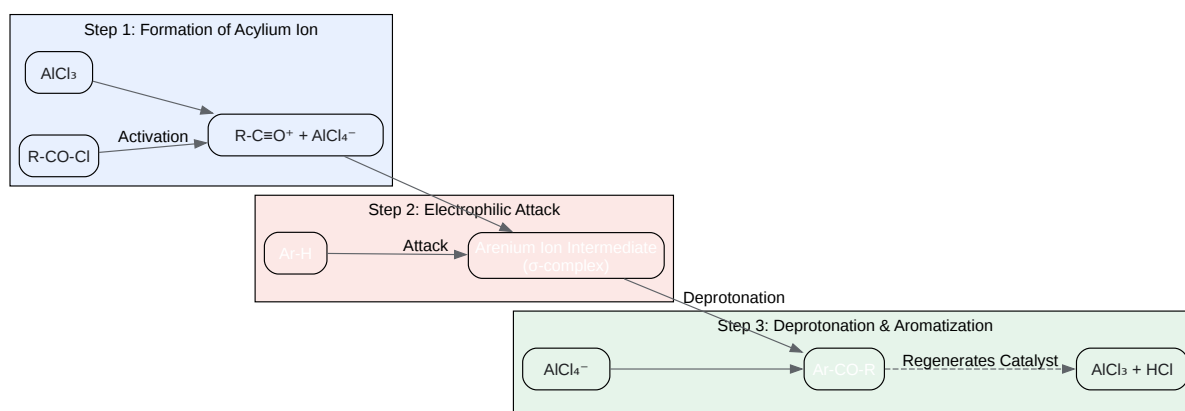 Step 1: Formation of Acylium Ion
AlCl₃
Activation
R-C≡O⁺ + AlCl₄⁻
R-CO-Cl
Step 2: Electrophilic Attack
Ar-H
Attack
Arenium Ion Intermediate
(σ-complex)
Deprotonation
Step 3: Deprotonation & Aromatization
AlCl₄⁻
Ar-CO-R
Regenerates Catalyst
AlCl₃ + HCl